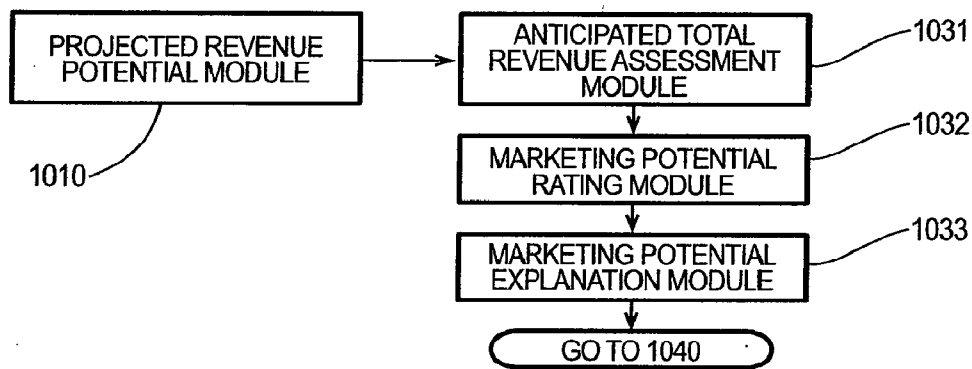 PROJECTED REVENUE
POTENTIAL MODULE
1010
ANTICIPATED TOTAL
REVENUE ASSESSMENT
MODULE
1031
MARKETING POTENTIAL
RATING MODULE
1032
MARKETING POTENTIAL
EXPLANATION MODULE
1033
GO TO 1040